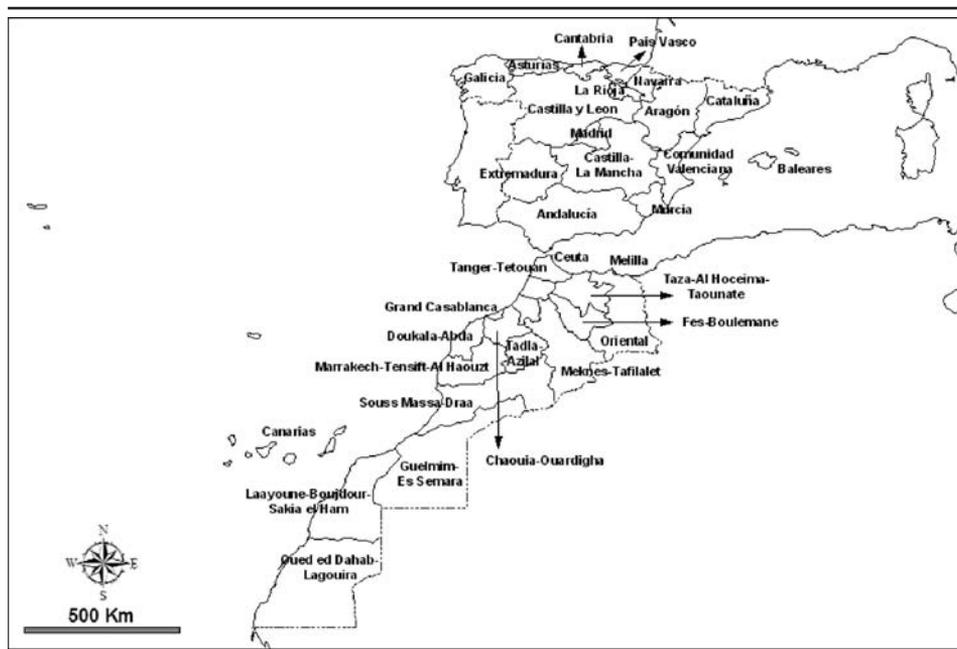 Cantabria
Pais Vasco
Asturias
Galicia
Navarra
La Rioja
Cataluña
Castilla y Leon
Aragón
Madrid
Comunidad
Valenciana
Castilla-
La Mancha
Baleares
Extremadura
Andalucía
Murcia
Ceuta
Melilla
Tanger-Tetouan
Taza-Al Hoceima-
Taounate
Grand Casablanca
Fes-Boulemane
Doukala-Abda
Oriental
Tadla-
Azilal
Marrakech-Tensift-Al Haouzt
Meknes-Tafilalet
Souss Massa-Draa
Canarias
Chaouia-Ouardigha
Guelmim-
Es Semara
Laayoune-Boujdour-
Sakia el Ham
Oued ed Dahab-
Lagouira
N
W
E
S
500 Km